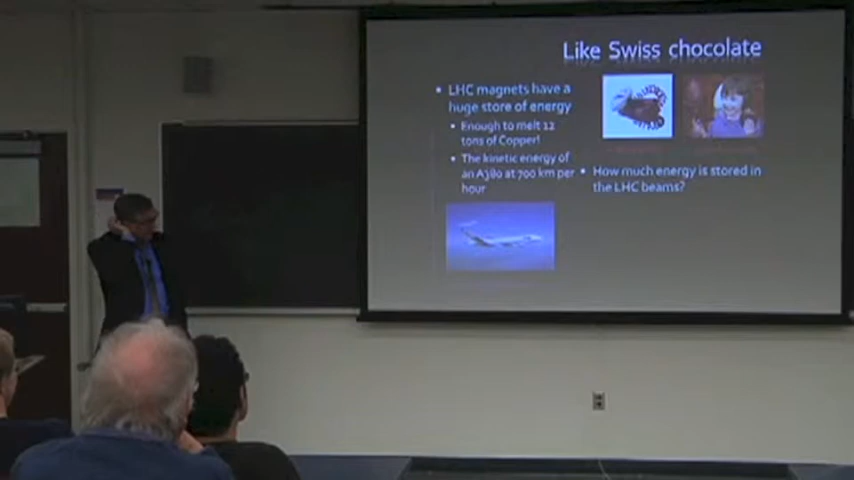 Like Swiss chocolate
• LHC magnets have a
huge store of energy
• Enough to melt 12
tons of Copper!
• The kinetic energy of
an A380 at 700 km per
hour
• How much energy is stored in
the LHC beams?